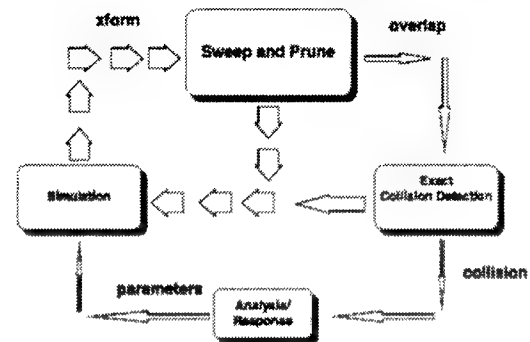 xform
Sweep and Prune
overlap
Simulation
Exact
Collision Detection
collision
parameters
Analysis/
Response